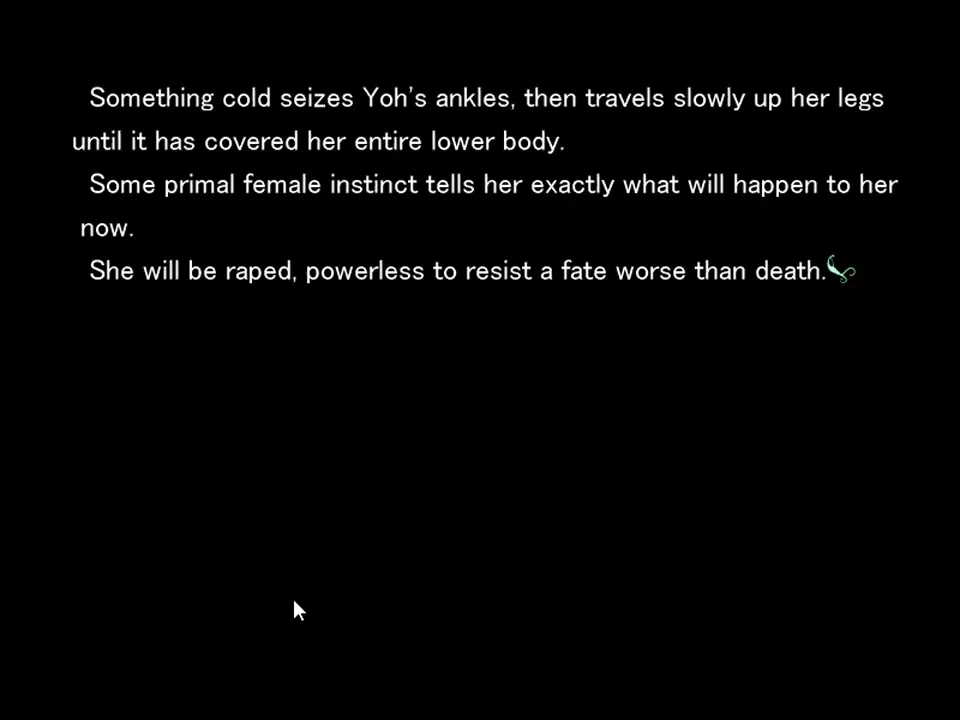 Something cold seizes Yoh's ankles, then travels slowly up her legs
until it has covered her entire lower body.
Some primal female instinct tells her exactly what will happen to her
now.
She will be raped, powerless to resist a fate worse than death.